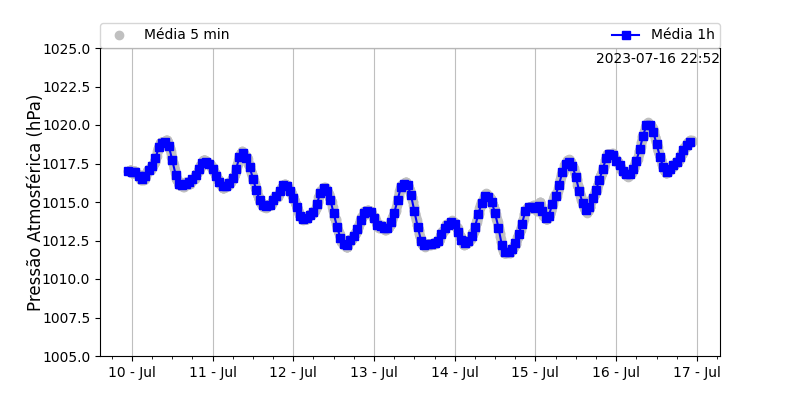 Média 5 min
Média 1h
2023-07-16 22:52
Pressão Atmosférica (hPa)
1025.0
1022.5
1020.0
1017.5
1015.0
1012.5
1010.0
1007.5
1005.0
10 - Jul
11 - Jul
12 - Jul
13 - Jul
14 - Jul
15 - Jul
16 - Jul
17 - Jul